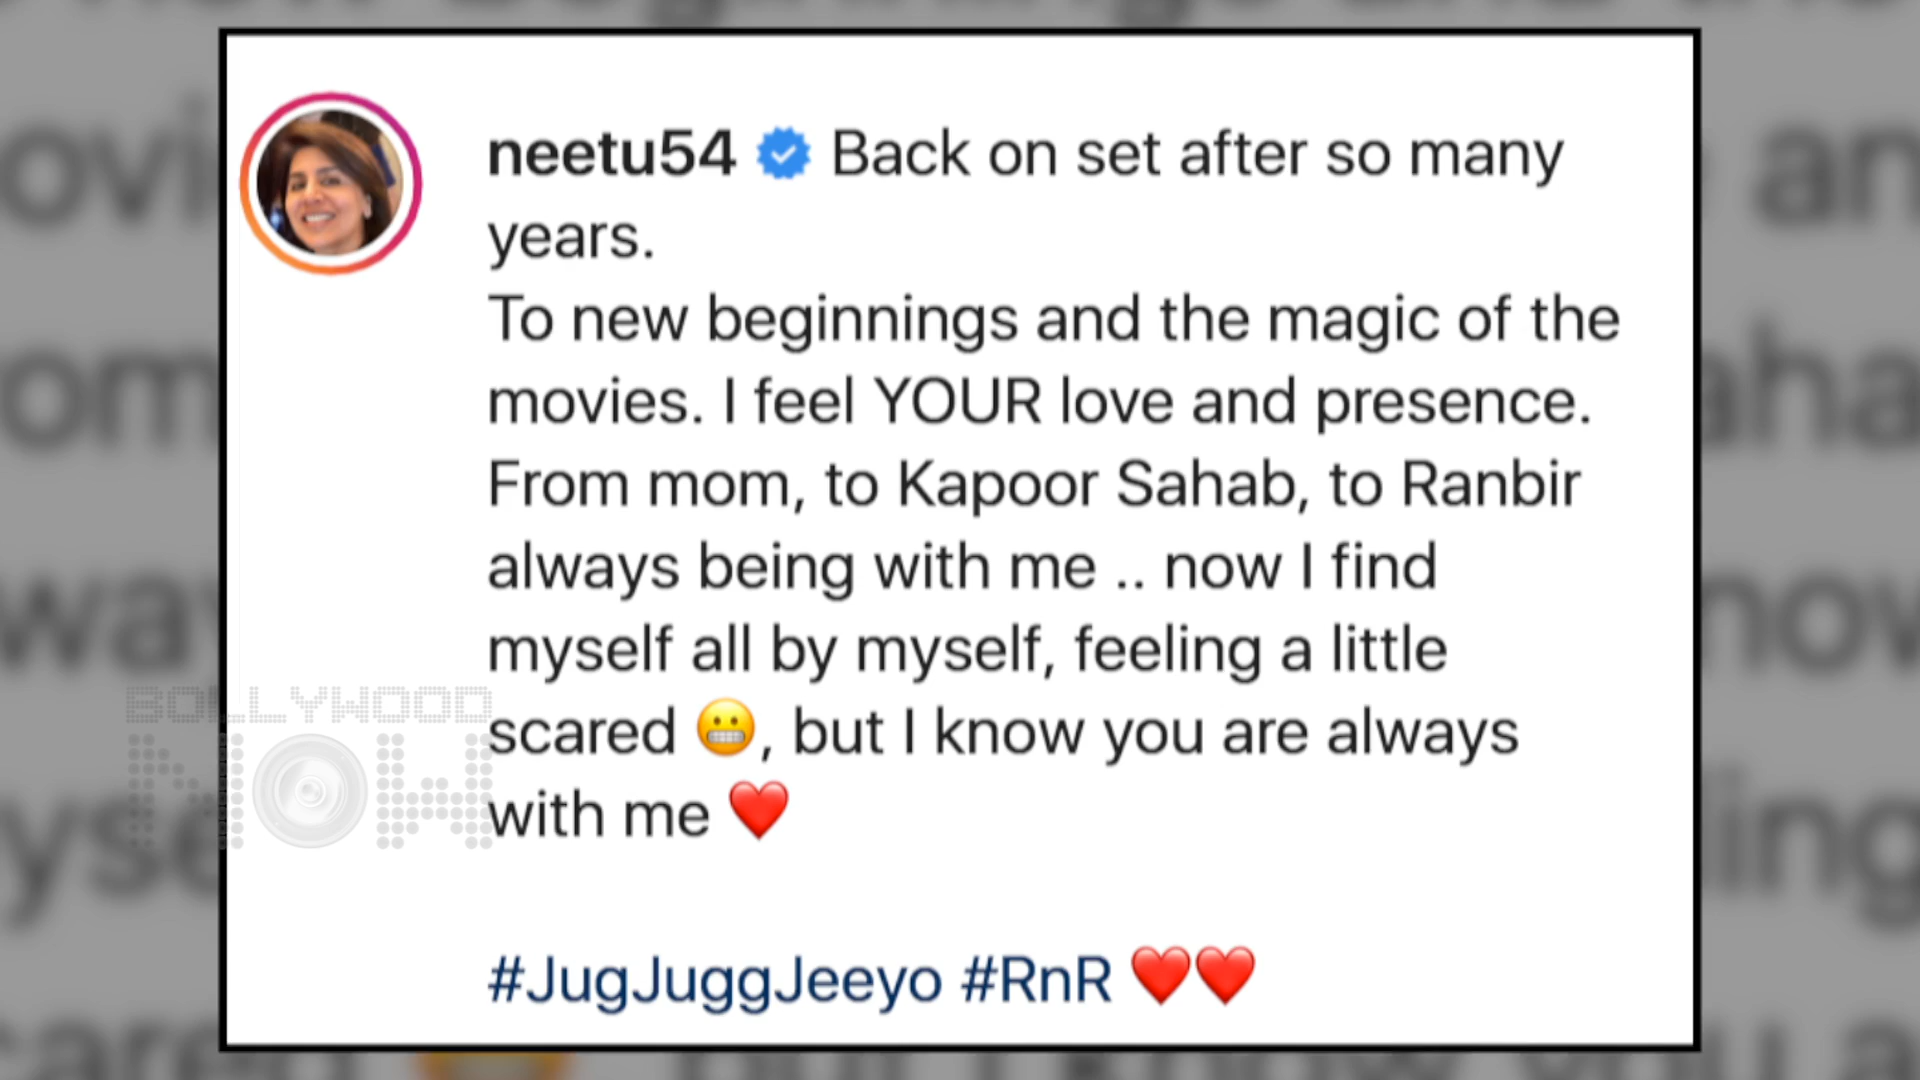 neetu54 Back on set after so many
years.
To new beginnings and the magic of the
movies. I feel YOUR love and presence.
From mom, to Kapoor Sahab, to Ranbir
always being with me .. now I find
myself all by myself, feeling a little
scared 😬, but I know you are always
with me ❤️
#JugJuggJeeyo #RnR ❤️❤️
BOLLYWOOD
NOW